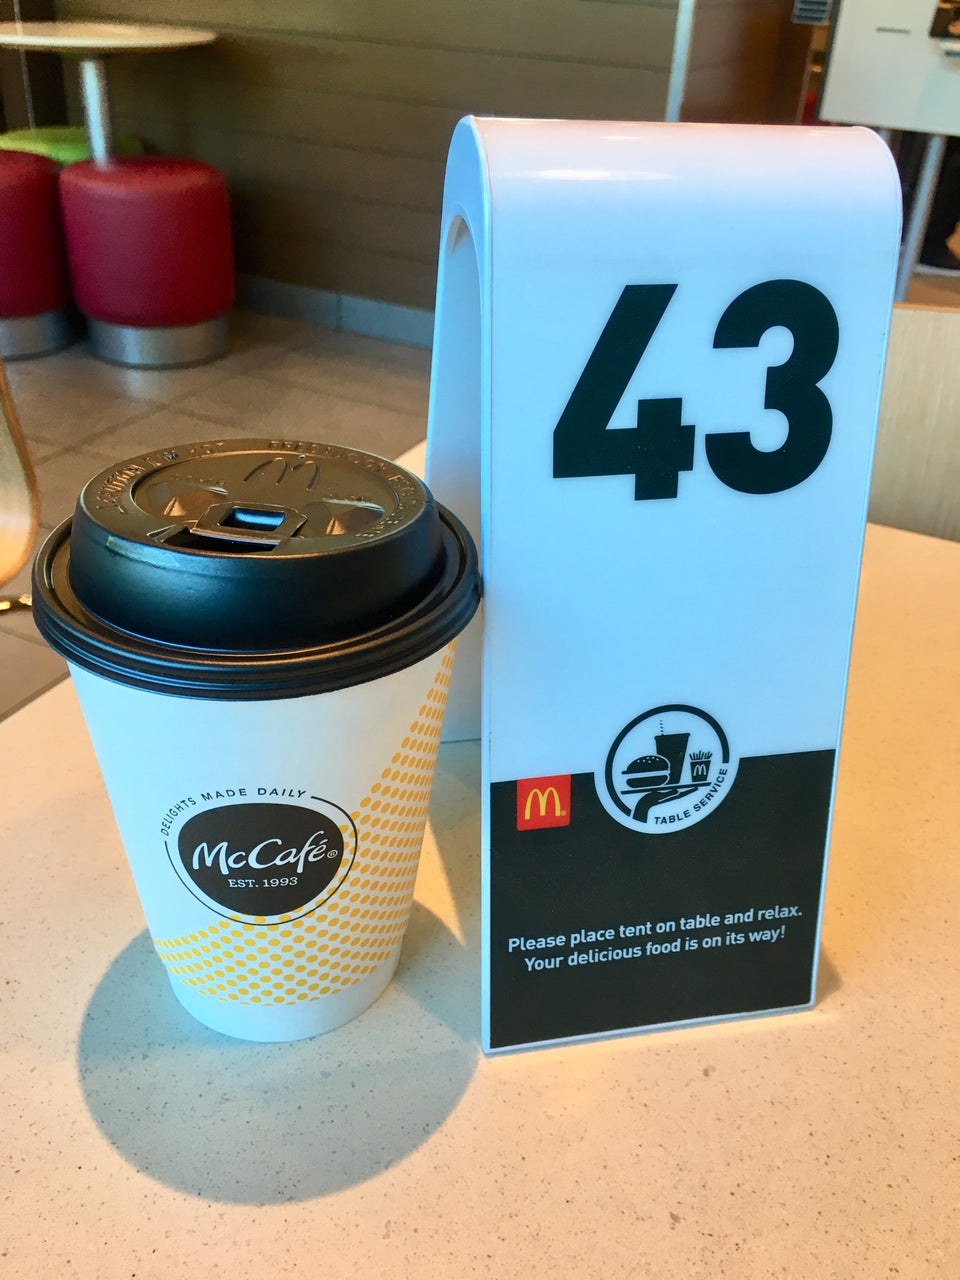 43
TABLE SERVICE
Please place tent on table and relax.
Your delicious food is on its way!
DELIGHTS MADE DAILY
McCafé®
EST. 1993